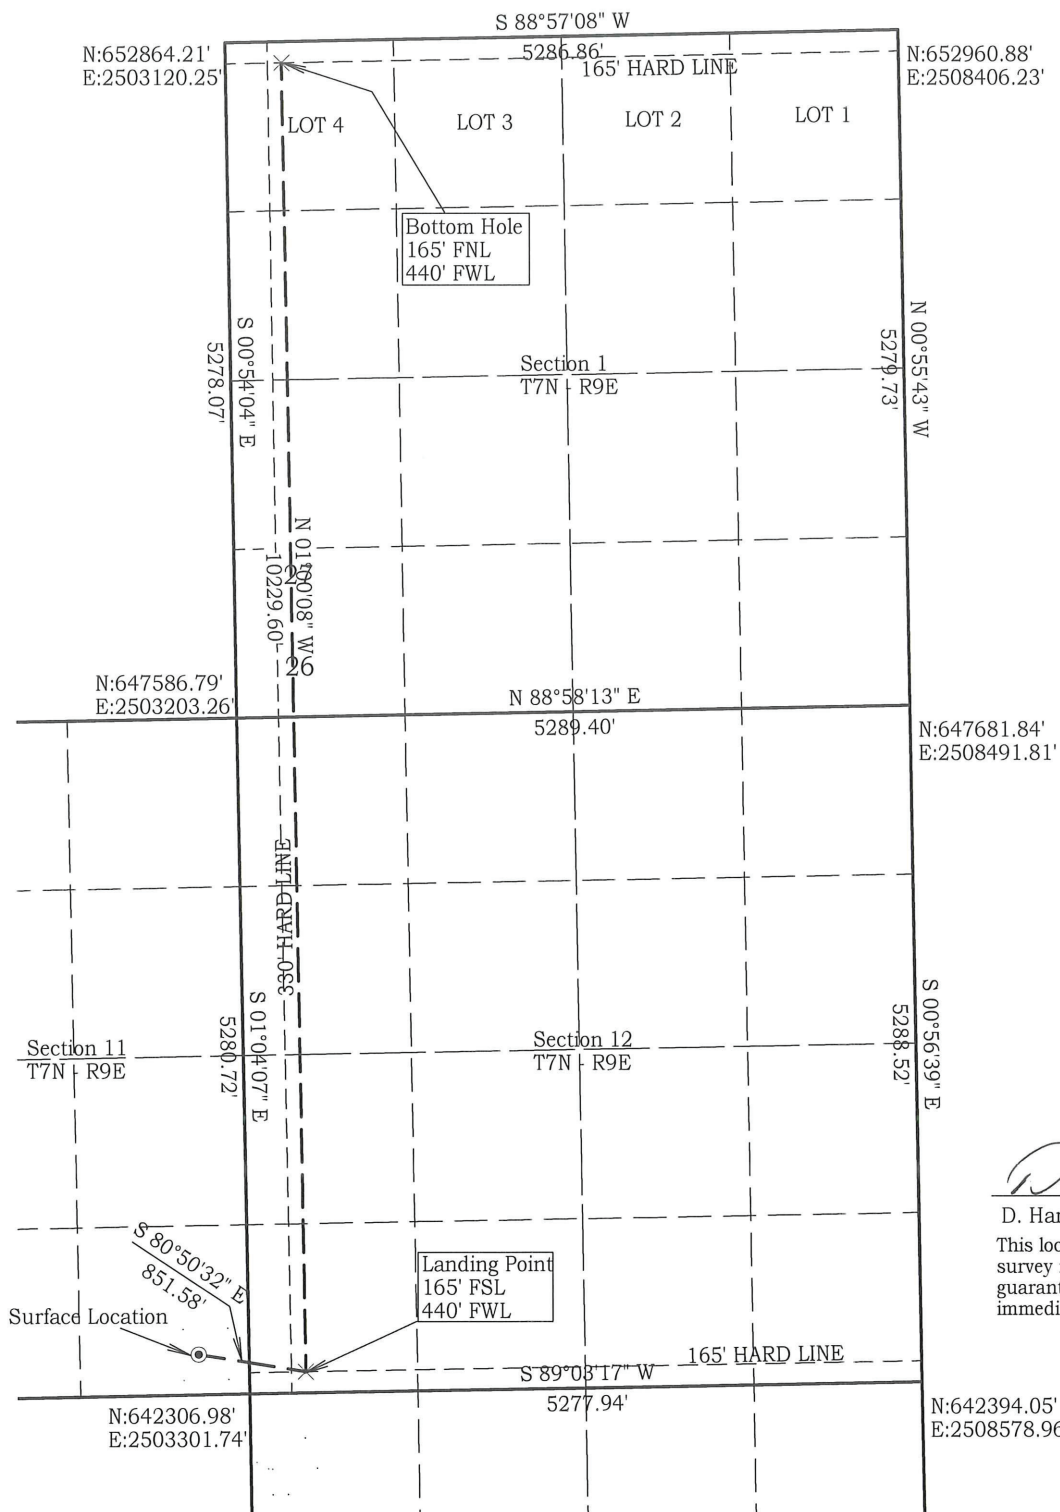 S 88°57'08" W
N:652864.21'
E:2503120.25'
5286.86'
165' HARD LINE
N:652960.88'
E:2508406.23'
LOT 4
LOT 3
LOT 2
LOT 1
Bottom Hole
165' FNL
440' FWL
S 00°54'04" E
5278.07'
Section 1
T7N - R9E
N 00°55'43" W
5279.73'
N 01°00'08" W
10229.60'
27
26
N:647586.79'
E:2503203.26'
N 88°58'13" E
5289.40'
N:647681.84'
E:2508491.81'
330' HARD LINE
S 01°04'07" E
5280.72'
Section 11
T7N - R9E
Section 12
T7N - R9E
S 00°56'39" E
5288.52'
S 80°50'32" E
851.58'
Surface Location
Landing Point
165' FSL
440' FWL
165' HARD LINE
S 89°03'17" W
5277.94'
N:642306.98'
E:2503301.74'
N:642394.05'
E:2508578.96
D. Har
This loc
survey
guarant
immedi